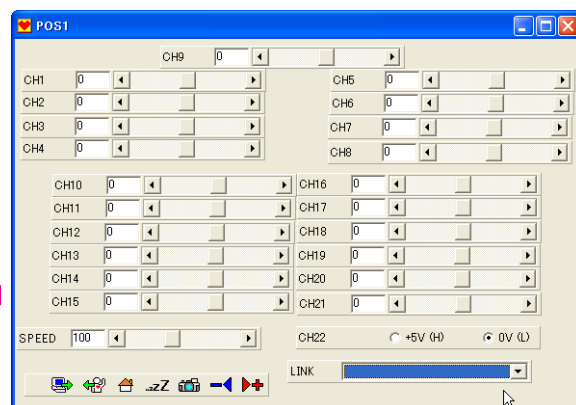 POS1
CH9 0
CH1 0 CH5 0
CH2 0 CH6 0
CH3 0 CH7 0
CH4 0 CH8 0
CH10 0 CH16 0
CH11 0 CH17 0
CH12 0 CH18 0
CH13 0 CH19 0
CH14 0 CH20 0
CH15 0 CH21 0
SPEED 100 CH22 +5V (H) 0V (L)
LINK
..zZ